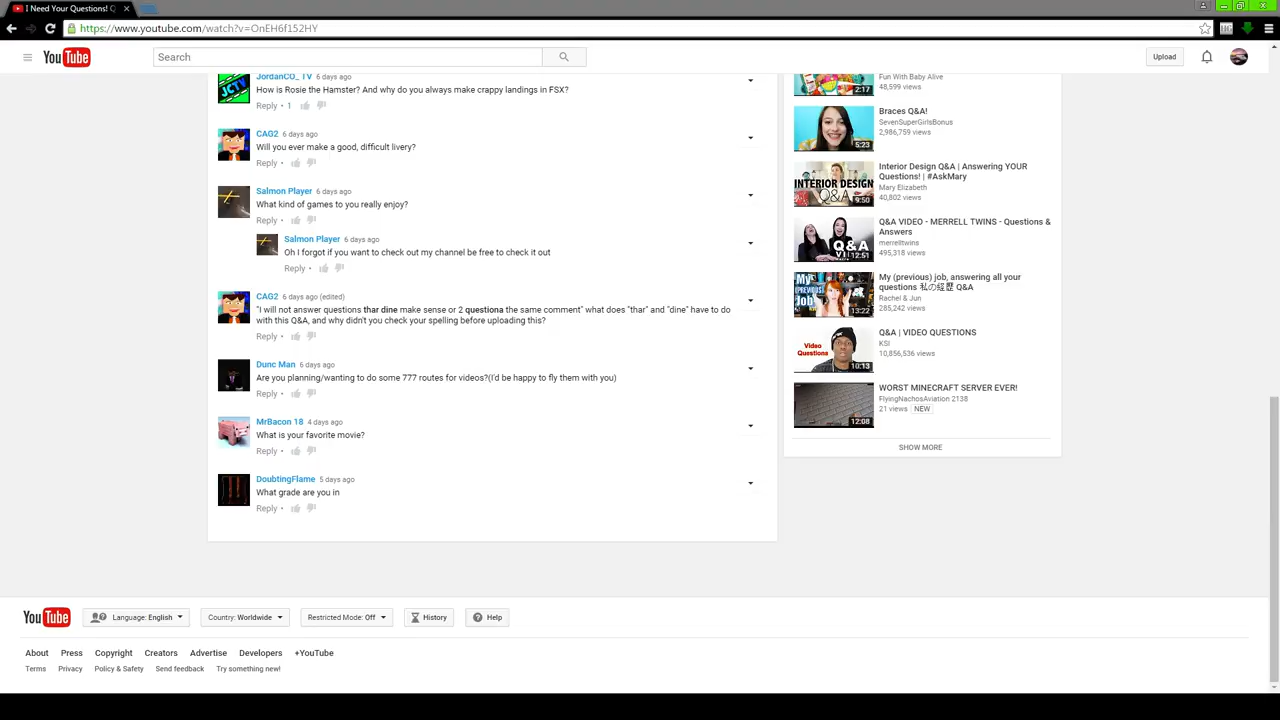 I Need Your Questions! Q
https://www.youtube.com/watch?v=OnEH6f152HY
YouTube
Search
Upload
JordanCO_ TV 6 days ago
How is Rosie the Hamster? And why do you always make crappy landings in FSX?
Reply • 1
CAG2 6 days ago
Will you ever make a good, difficult livery?
Reply •
Salmon Player 6 days ago
What kind of games to you really enjoy?
Reply •
Salmon Player 6 days ago
Oh I forgot if you want to check out my channel be free to check it out
Reply •
CAG2 6 days ago (edited)
"I will not answer questions thar dine make sense or 2 questiona the same comment" what does "thar" and "dine" have to do
with this Q&A, and why didn't you check your spelling before uploading this?
Reply •
Dunc Man 6 days ago
Are you planning/wanting to do some 777 routes for videos?(I'd be happy to fly them with you)
Reply •
MrBacon 18 4 days ago
What is your favorite movie?
Reply •
DoubtingFlame 5 days ago
What grade are you in
Reply •
Fun With Baby Alive
48,599 views
2:17
Braces Q&A!
SevenSuperGirlsBonus
2,986,759 views
5:23
Interior Design Q&A | Answering YOUR
Questions! | #AskMary
Mary Elizabeth
40,802 views
INTERIOR DESIGN
Q&A
9:50
Q&A VIDEO - MERRELL TWINS - Questions &
Answers
merrelltwins
495,318 views
Q&A
12:51
My (previous) job, answering all your
questions 私の経歴 Q&A
Rachel & Jun
285,242 views
My
(PREVIOUS)
Job
13:22
Q&A | VIDEO QUESTIONS
KSI
10,856,536 views
Video
Questions
10:13
WORST MINECRAFT SERVER EVER!
FlyingNachosAviation 2138
21 views NEW
12:08
SHOW MORE
YouTube
Language: English
Country: Worldwide
Restricted Mode: Off
History
Help
About Press Copyright Creators Advertise Developers +YouTube
Terms Privacy Policy & Safety Send feedback Try something new!